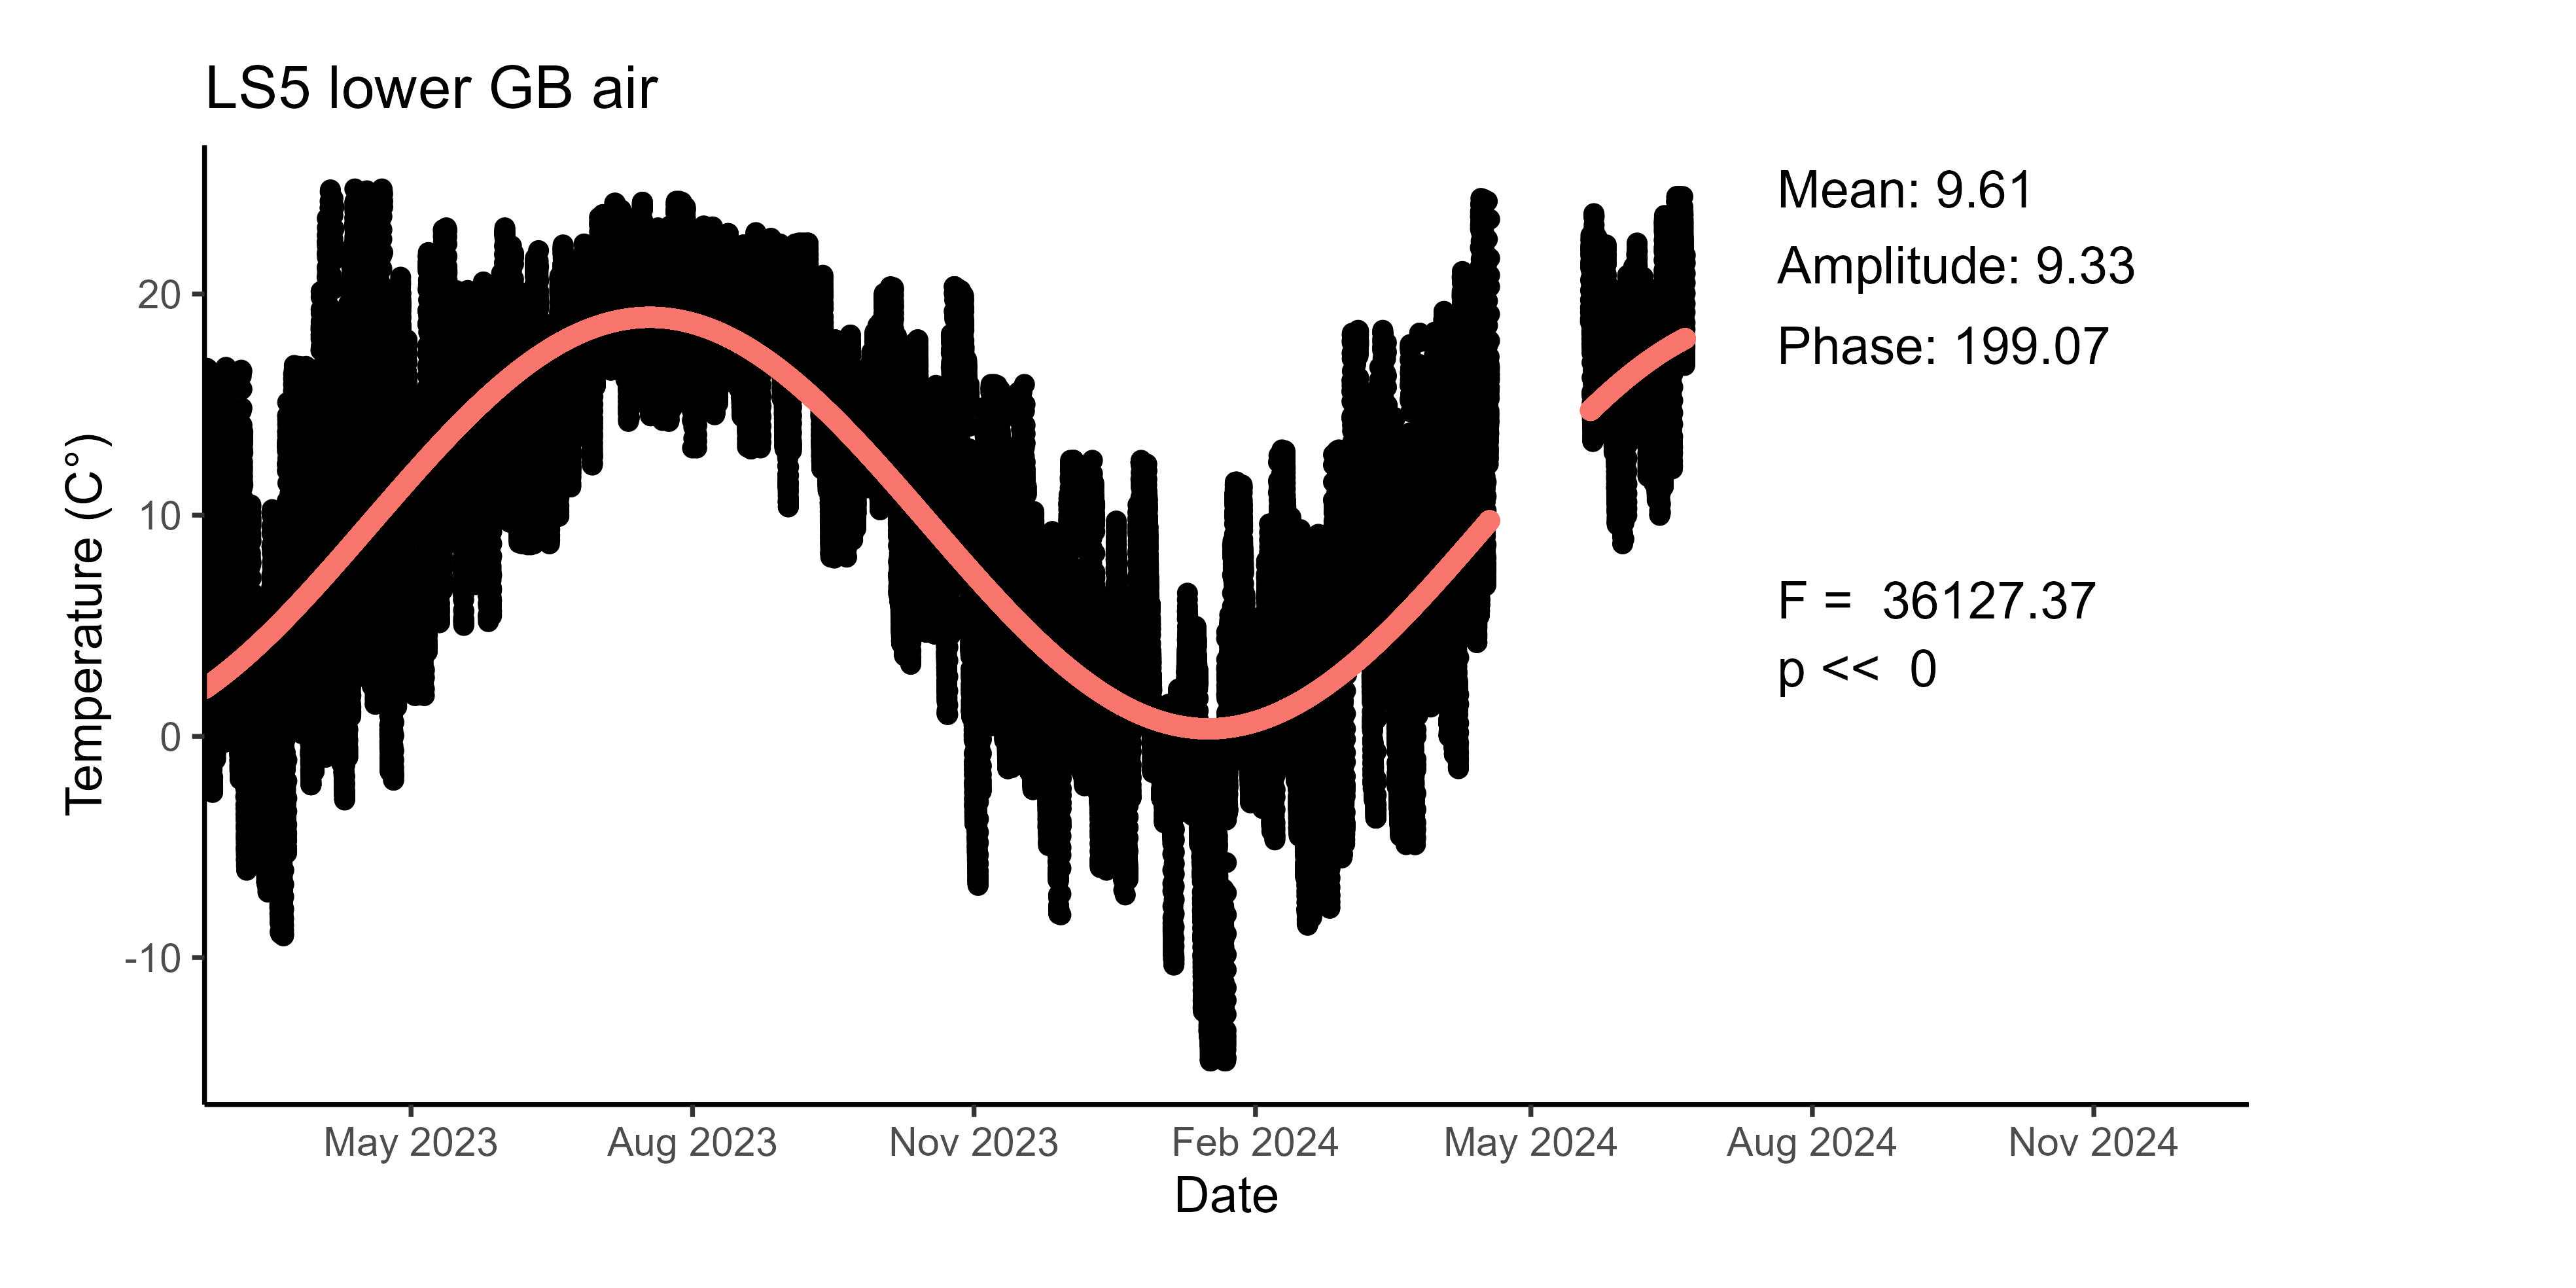 LS5 lower GB air
Mean: 9.61
Amplitude: 9.33
Phase: 199.07
F =  36127.37
p <<  0
Temperature (C°)
20
10
0
-10
May 2023
Aug 2023
Nov 2023
Feb 2024
May 2024
Aug 2024
Nov 2024
Date